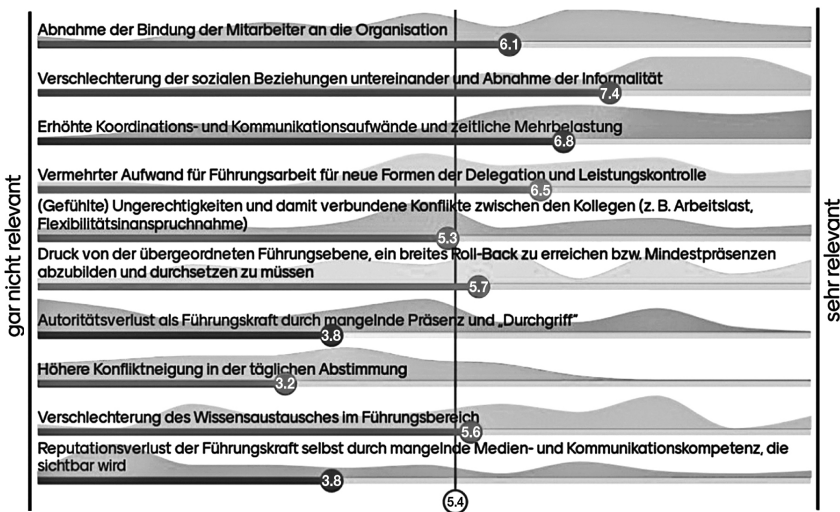 gar nicht relevant
sehr relevant
Abnahme der Bindung der Mitarbeiter an die Organisation
6.1
Verschlechterung der sozialen Beziehungen untereinander und Abnahme der Informalität
7.4
Erhöhte Koordinations- und Kommunikationsaufwände und zeitliche Mehrbelastung
6.8
Vermehrter Aufwand für Führungsarbeit für neue Formen der Delegation und Leistungskontrolle
6.5
(Gefühlte) Ungerechtigkeiten und damit verbundene Konflikte zwischen den Kollegen (z. B. Arbeitslast,
Flexibilitätsinanspruchnahme)
5.3
Druck von der übergeordneten Führungsebene, ein breites Roll-Back zu erreichen bzw. Mindestpräsenzen
abzubilden und durchsetzen zu müssen
5.7
Autoritätsverlust als Führungskraft durch mangelnde Präsenz und „Durchgriff“
3.8
Höhere Konfliktneigung in der täglichen Abstimmung
3.2
Verschlechterung des Wissensaustausches im Führungsbereich
5.6
Reputationsverlust der Führungskraft selbst durch mangelnde Medien- und Kommunikationskompetenz, die
sichtbar wird
3.8
5.4